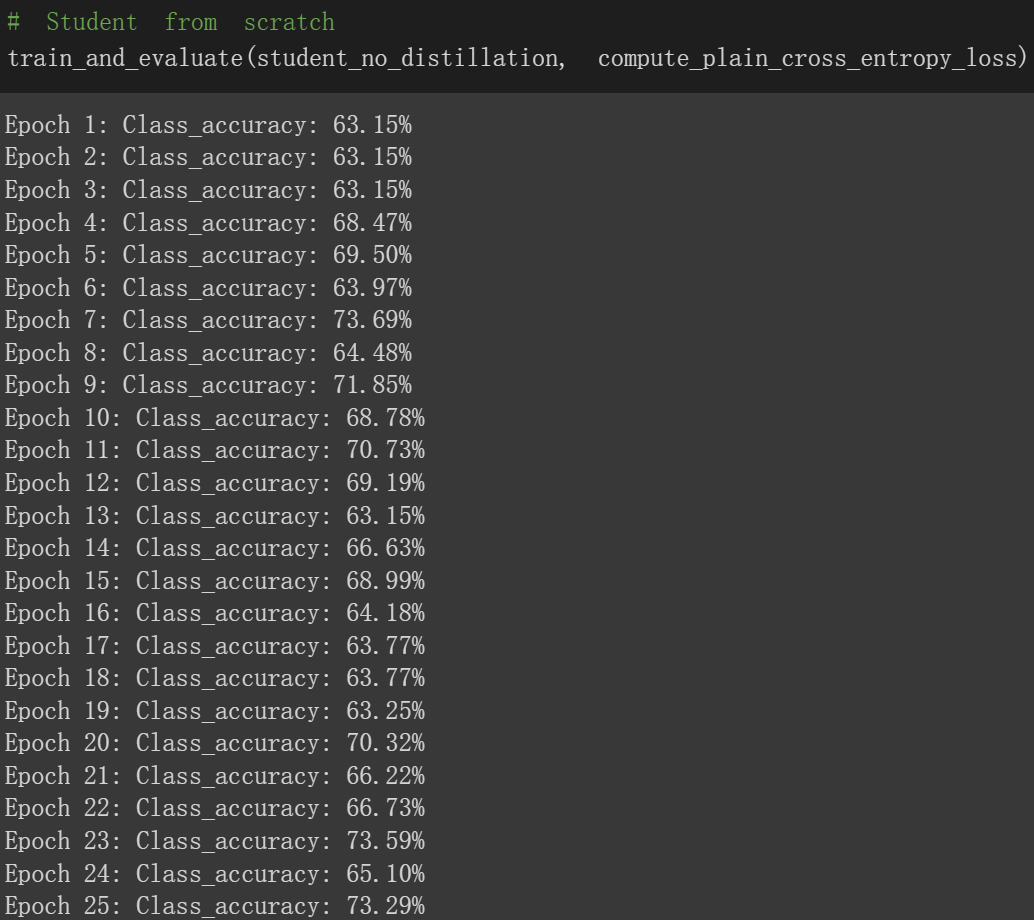 # Student from scratch
train_and_evaluate(student_no_distillation, compute_plain_cross_entropy_loss)
Epoch 1: Class_accuracy: 63.15%
Epoch 2: Class_accuracy: 63.15%
Epoch 3: Class_accuracy: 63.15%
Epoch 4: Class_accuracy: 68.47%
Epoch 5: Class_accuracy: 69.50%
Epoch 6: Class_accuracy: 63.97%
Epoch 7: Class_accuracy: 73.69%
Epoch 8: Class_accuracy: 64.48%
Epoch 9: Class_accuracy: 71.85%
Epoch 10: Class_accuracy: 68.78%
Epoch 11: Class_accuracy: 70.73%
Epoch 12: Class_accuracy: 69.19%
Epoch 13: Class_accuracy: 63.15%
Epoch 14: Class_accuracy: 66.63%
Epoch 15: Class_accuracy: 68.99%
Epoch 16: Class_accuracy: 64.18%
Epoch 17: Class_accuracy: 63.77%
Epoch 18: Class_accuracy: 63.77%
Epoch 19: Class_accuracy: 63.25%
Epoch 20: Class_accuracy: 70.32%
Epoch 21: Class_accuracy: 66.22%
Epoch 22: Class_accuracy: 66.73%
Epoch 23: Class_accuracy: 73.59%
Epoch 24: Class_accuracy: 65.10%
Epoch 25: Class_accuracy: 73.29%